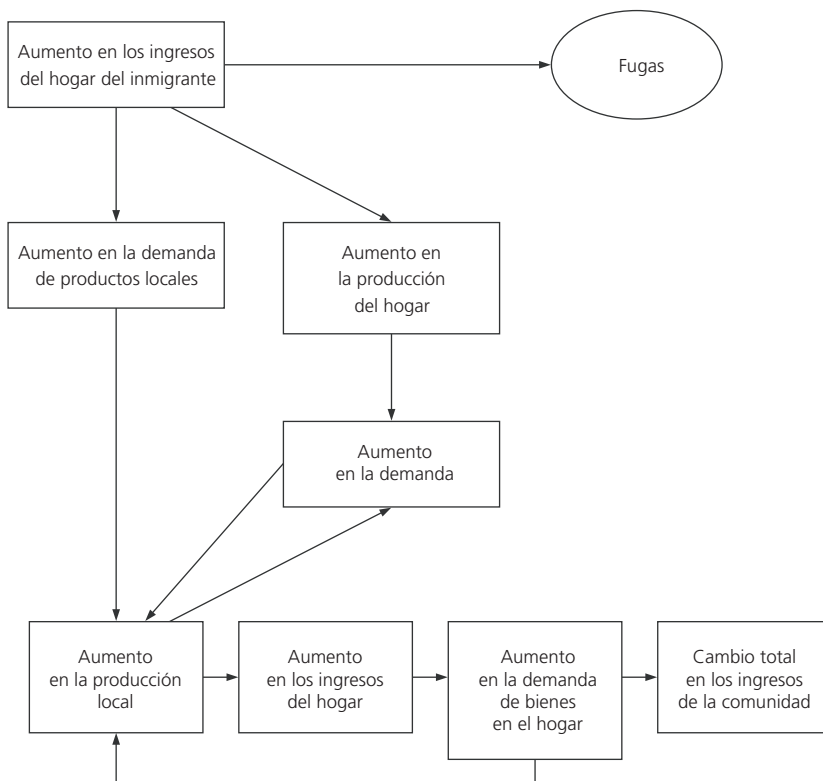 Aumento en los ingresos
del hogar del inmigrante
Fugas
Aumento en la demanda
de productos locales
Aumento en
la producción
del hogar
Aumento
en la demanda
Aumento
en la producción
local
Aumento
en los ingresos
del hogar
Aumento
en la demanda
de bienes
en el hogar
Cambio total
en los ingresos
de la comunidad